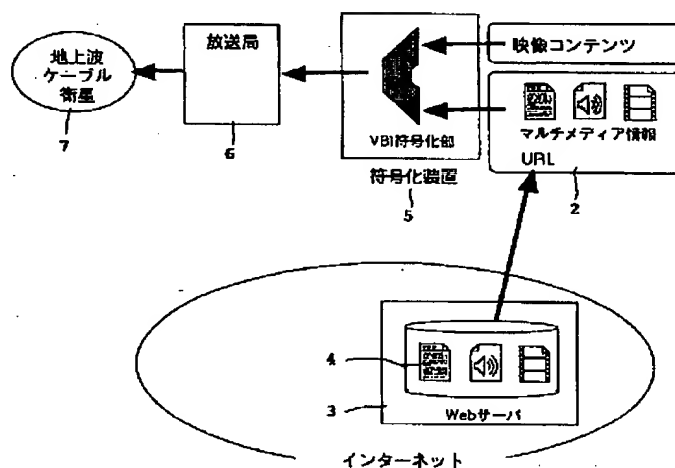 地上波
ケーブル
衛星
7
放送局
6
VBI符号化部
符号化装置
5
映像コンテンツ
マルチメディア情報
URL
2
4
3
Webサーバ
インターネット